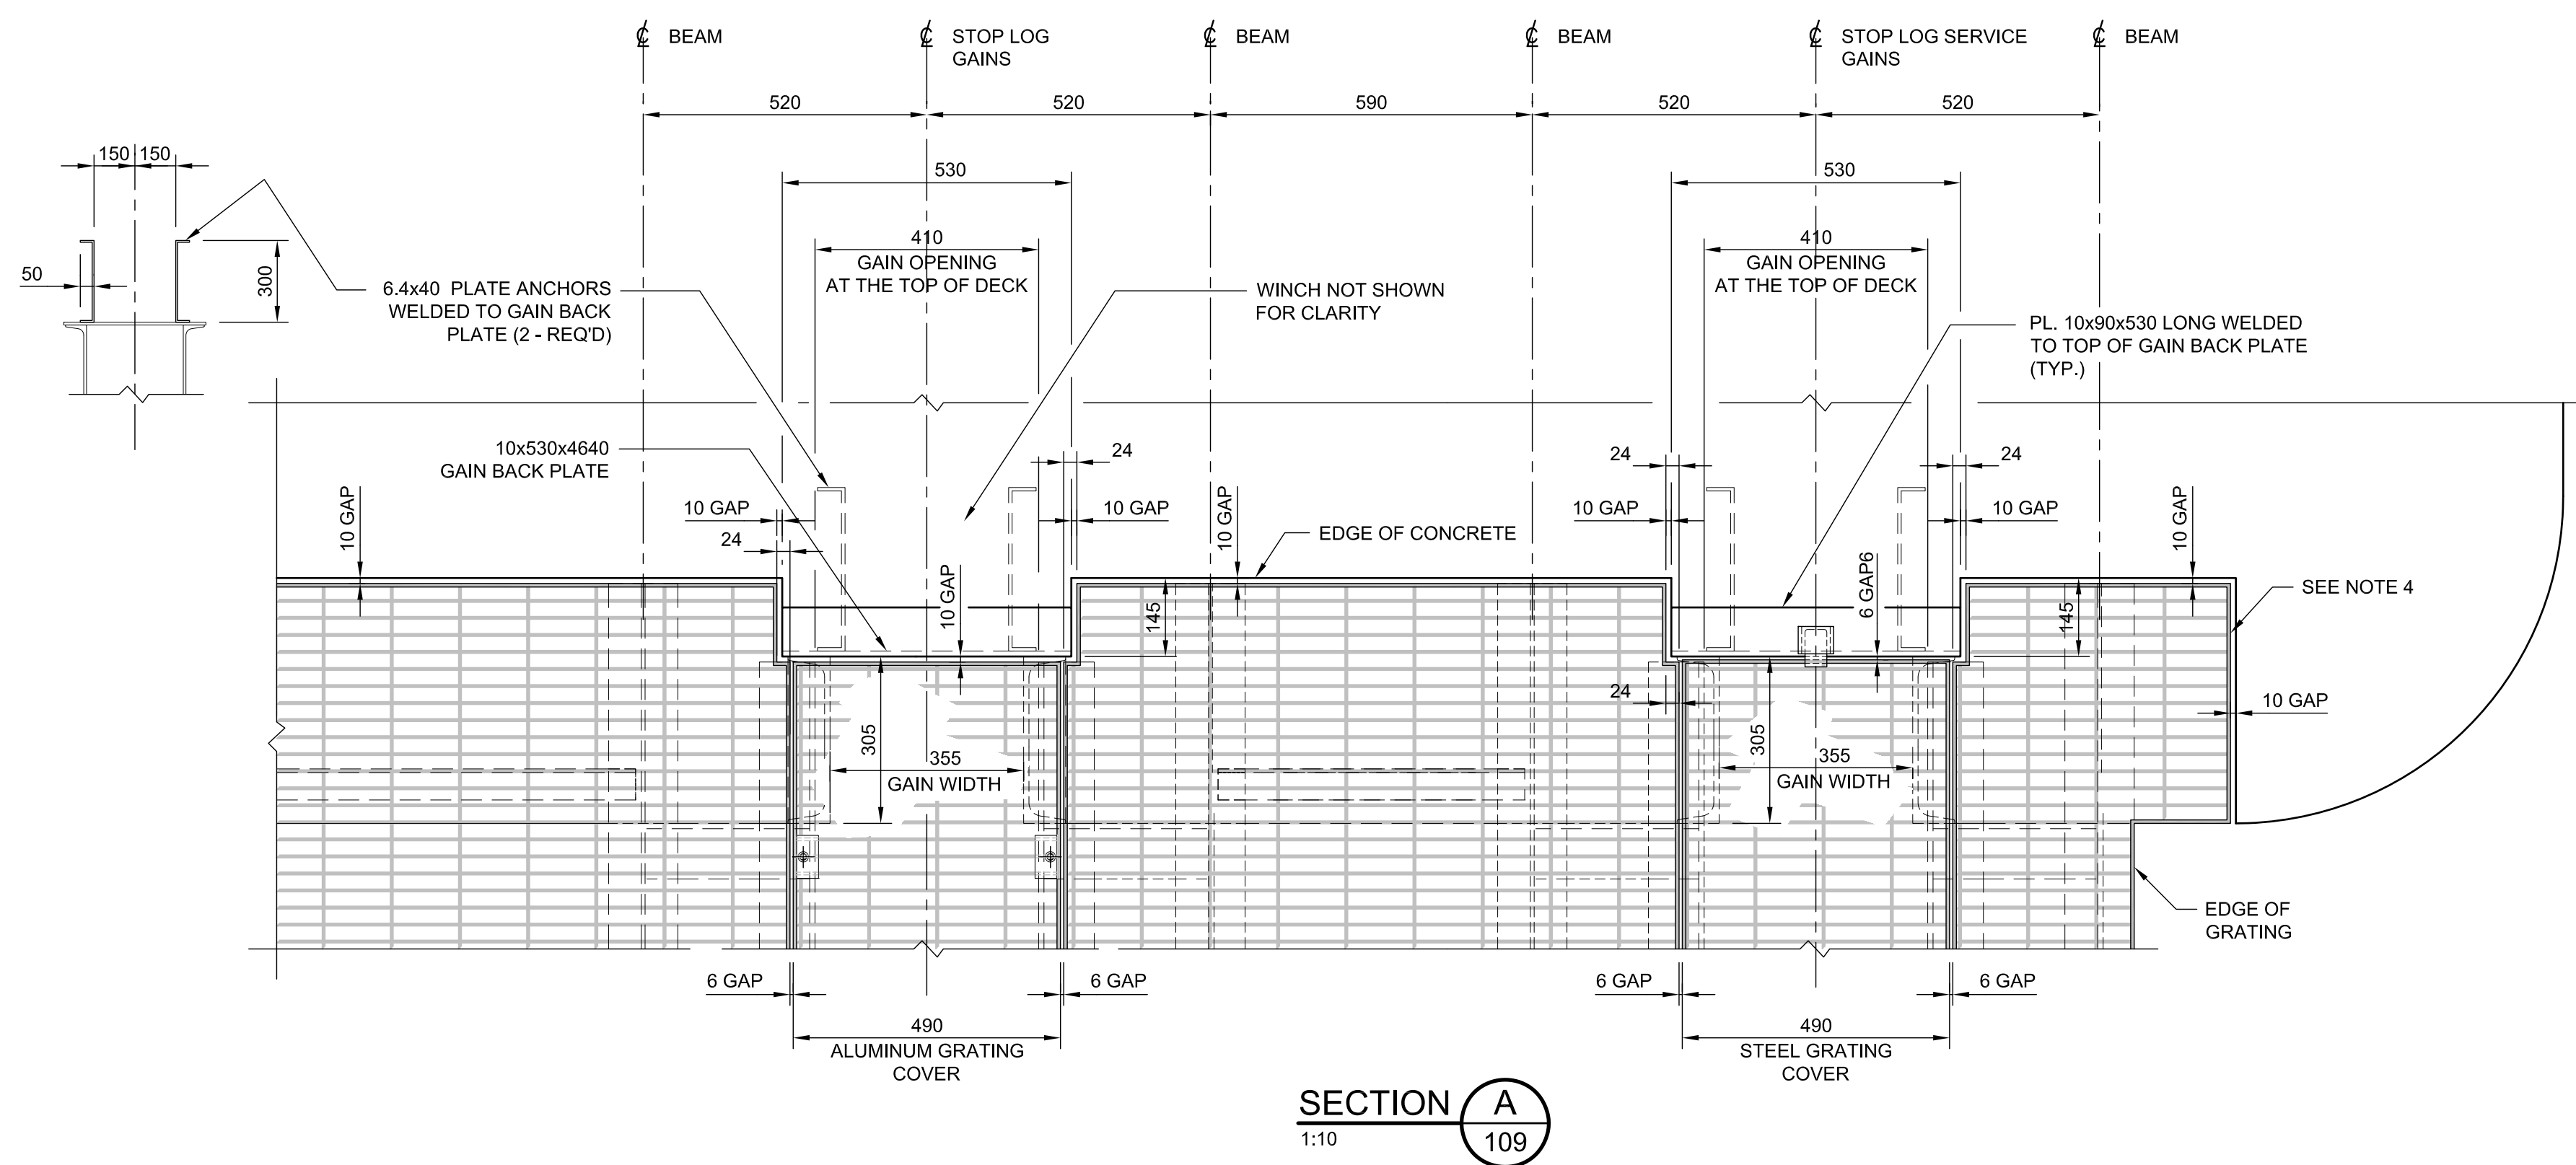 ℄ BEAM
℄ STOP LOG
GAINS
℄ BEAM
℄ BEAM
℄ STOP LOG SERVICE
GAINS
℄ BEAM
520
520
590
520
520
150 150
530
530
50
300
410
GAIN OPENING
AT THE TOP OF DECK
410
GAIN OPENING
AT THE TOP OF DECK
6.4x40 PLATE ANCHORS
WELDED TO GAIN BACK
PLATE (2 - REQ'D)
WINCH NOT SHOWN
FOR CLARITY
PL. 10x90x530 LONG WELDED
TO TOP OF GAIN BACK PLATE
(TYP.)
10x530x4640
GAIN BACK PLATE
24
24
24
10 GAP
10 GAP
10 GAP
10 GAP
10 GAP
10 GAP
10 GAP
24
EDGE OF CONCRETE
10 GAP
6 GAP6
145
145
SEE NOTE 4
24
10 GAP
305
355
GAIN WIDTH
305
355
GAIN WIDTH
EDGE OF
GRATING
6 GAP
6 GAP
6 GAP
6 GAP
490
ALUMINUM GRATING
COVER
490
STEEL GRATING
COVER
SECTION A
1:10 109